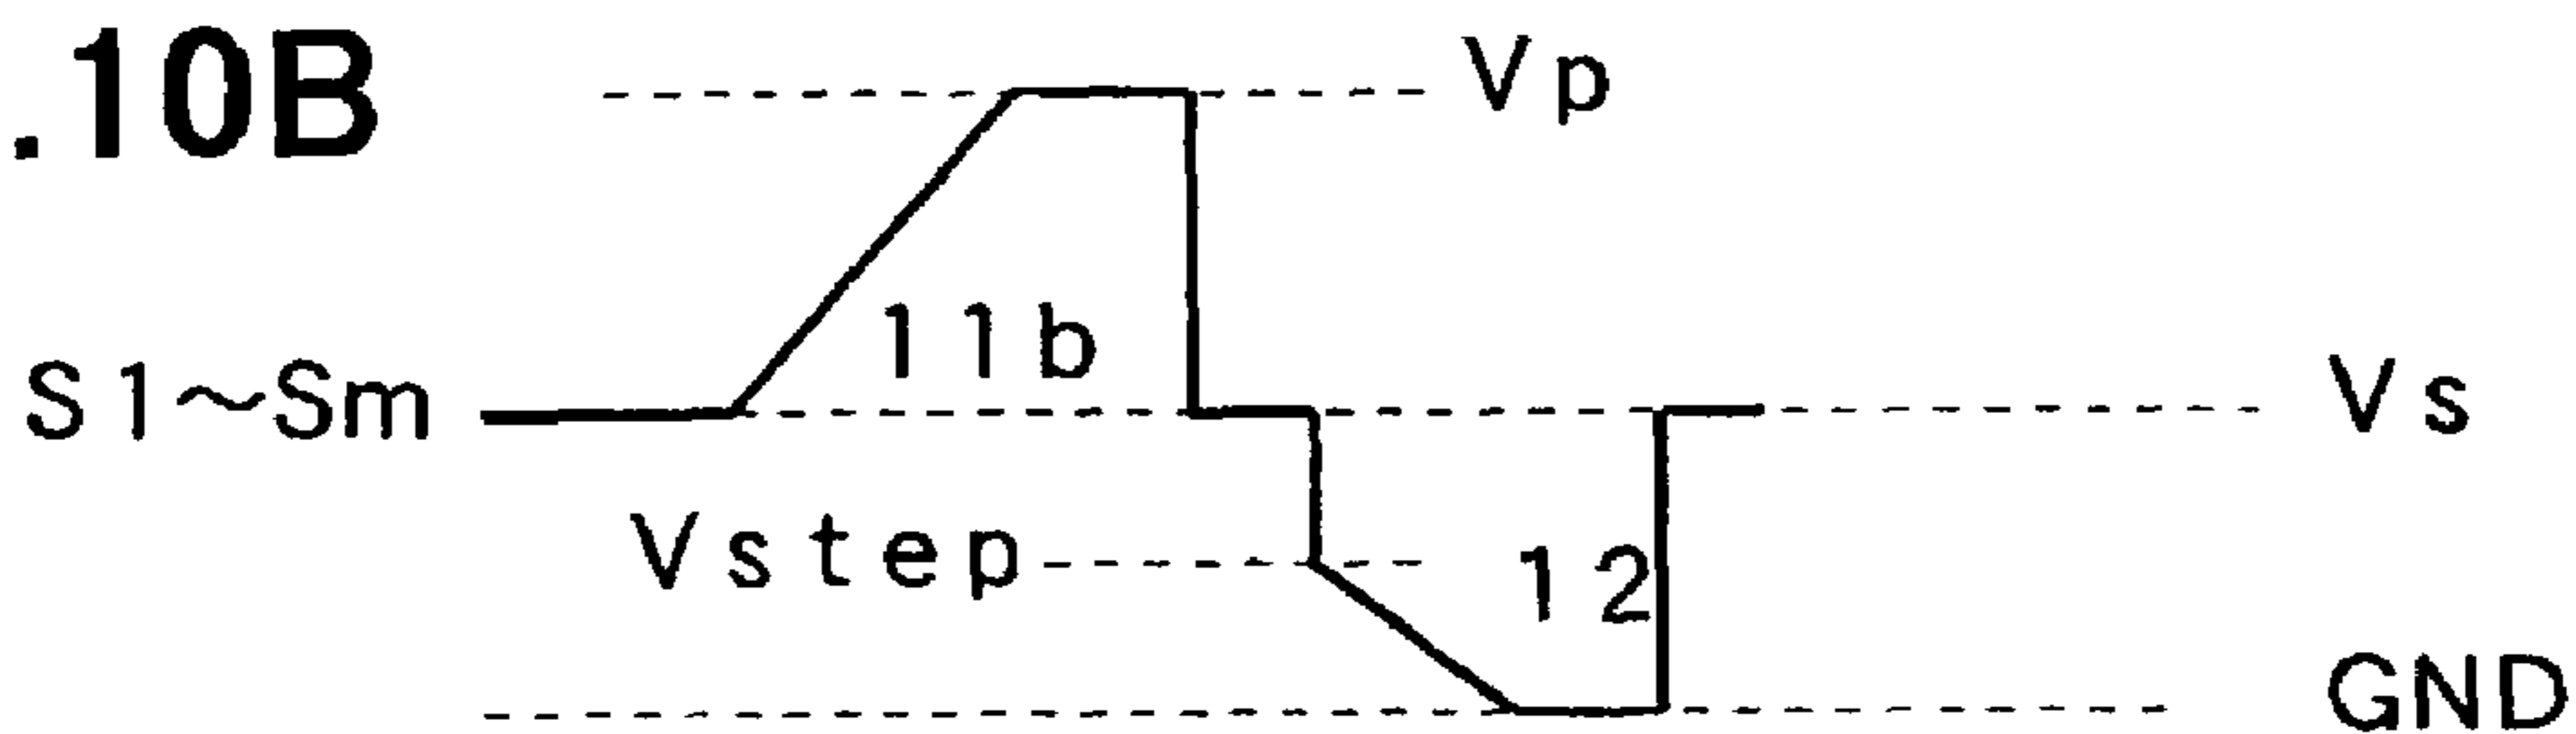 .10B
Vp
11b
S1~Sm
Vs
Vstep
12
GND